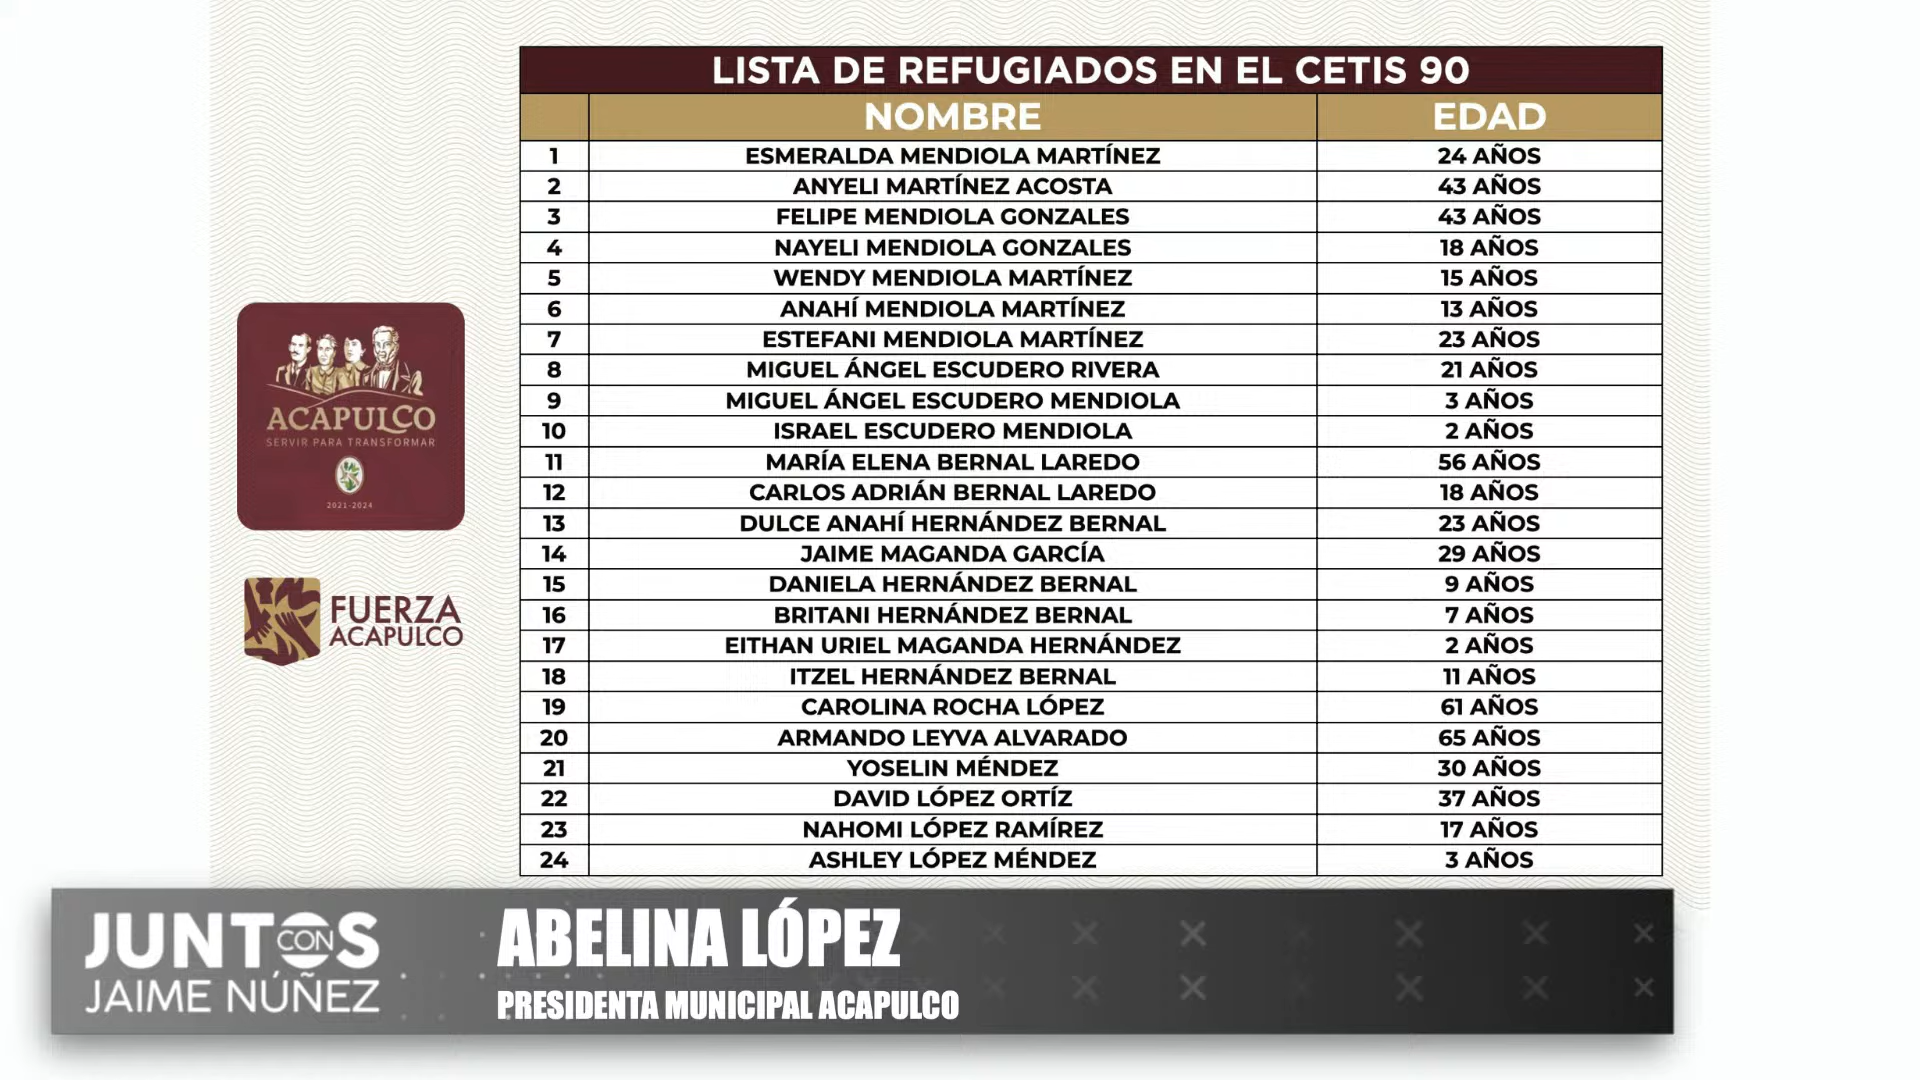 LISTA DE REFUGIADOS EN EL CETIS 90
NOMBRE EDAD
1 ESMERALDA MENDIOLA MARTÍNEZ 24 AÑOS
2 ANYELI MARTÍNEZ ACOSTA 43 AÑOS
3 FELIPE MENDIOLA GONZALES 43 AÑOS
4 NAYELI MENDIOLA GONZALES 18 AÑOS
5 WENDY MENDIOLA MARTÍNEZ 15 AÑOS
6 ANAHÍ MENDIOLA MARTÍNEZ 13 AÑOS
7 ESTEFANI MENDIOLA MARTÍNEZ 23 AÑOS
8 MIGUEL ÁNGEL ESCUDERO RIVERA 21 AÑOS
9 MIGUEL ÁNGEL ESCUDERO MENDIOLA 3 AÑOS
10 ISRAEL ESCUDERO MENDIOLA 2 AÑOS
11 MARÍA ELENA BERNAL LAREDO 56 AÑOS
12 CARLOS ADRIÁN BERNAL LAREDO 18 AÑOS
13 DULCE ANAHÍ HERNÁNDEZ BERNAL 23 AÑOS
14 JAIME MAGANDA GARCÍA 29 AÑOS
15 DANIELA HERNÁNDEZ BERNAL 9 AÑOS
16 BRITANI HERNÁNDEZ BERNAL 7 AÑOS
17 EITHAN URIEL MAGANDA HERNÁNDEZ 2 AÑOS
18 ITZEL HERNÁNDEZ BERNAL 11 AÑOS
19 CAROLINA ROCHA LÓPEZ 61 AÑOS
20 ARMANDO LEYVA ALVARADO 65 AÑOS
21 YOSELIN MÉNDEZ 30 AÑOS
22 DAVID LÓPEZ ORTÍZ 37 AÑOS
23 NAHOMI LÓPEZ RAMÍREZ 17 AÑOS
24 ASHLEY LÓPEZ MÉNDEZ 3 AÑOS
ACAPULCO
SERVIR PARA TRANSFORMAR
2021-2024
FUERZA
ACAPULCO
JUNTOS CON
JAIME NÚÑEZ
ABELINA LÓPEZ
PRESIDENTA MUNICIPAL ACAPULCO